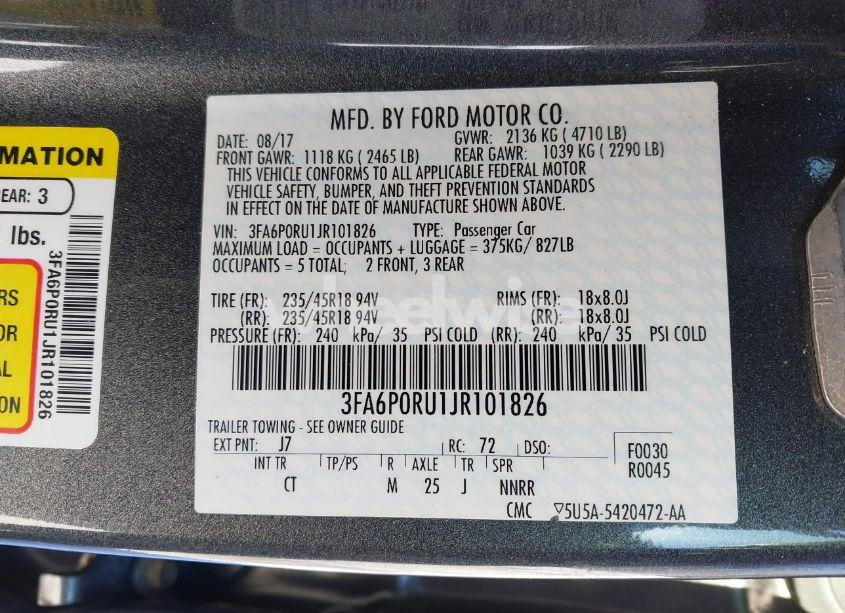 MFD. BY FORD MOTOR CO.
DATE: 08/17 GVWR: 2136 KG ( 4710 LB)
FRONT GAWR: 1118 KG ( 2465 LB) REAR GAWR: 1039 KG ( 2290 LB)
THIS VEHICLE CONFORMS TO ALL APPLICABLE FEDERAL MOTOR
VEHICLE SAFETY, BUMPER, AND THEFT PREVENTION STANDARDS
IN EFFECT ON THE DATE OF MANUFACTURE SHOWN ABOVE.
VIN: 3FA6P0RU1JR101826 TYPE: Passenger Car
MAXIMUM LOAD = OCCUPANTS + LUGGAGE = 375KG/ 827LB
OCCUPANTS = 5 TOTAL; 2 FRONT, 3 REAR
TIRE (FR): 235/45R18 94V RIMS (FR): 18x8.0J
(RR): 235/45R18 94V (RR): 18x8.0J
PRESSURE (FR): 240 kPa/ 35 PSI COLD (RR): 240 kPa/ 35 PSI COLD
3FA6P0RU1JR101826
TRAILER TOWING - SEE OWNER GUIDE
EXT PNT: J7 RC: 72 DSO: F0030
R0045
INT TR TP/PS R AXLE TR SPR
CT M 25 J NNRR
CMC ▽5U5A-5420472-AA
RMATION
REAR: 3
lbs.
RS
OR
AL
ON
3FA6P0RU1JR101826
wheelwise